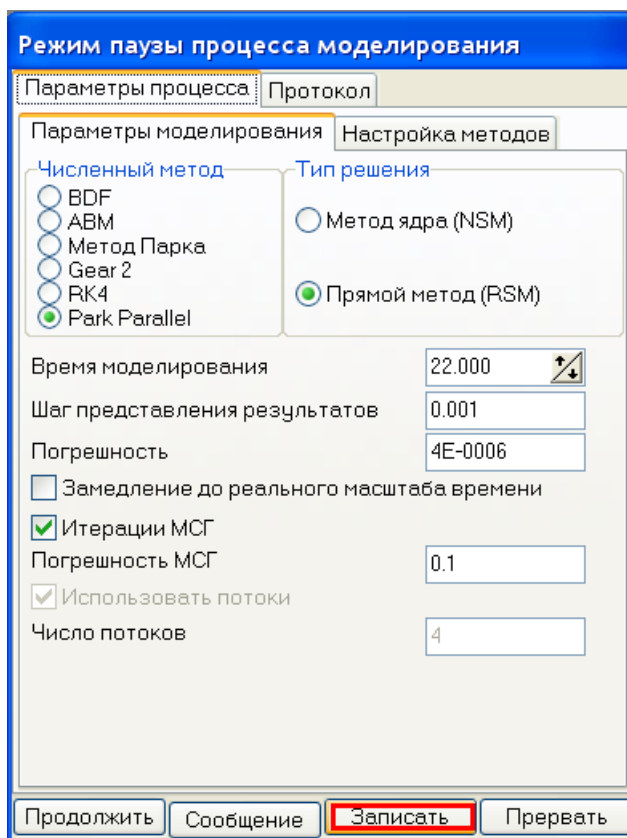 Режим паузы процесса моделирования
Параметры процесса Протокол
Параметры моделирования Настройка методов
Численный метод
BDF
ABM
Метод Парка
Gear 2
RK4
Park Parallel
Тип решения
Метод ядра (NSM)
Прямой метод (RSM)
Время моделирования 22.000
Шаг представления результатов 0.001
Погрешность 4E-0006
Замедление до реального масштаба времени
Итерации МСГ
Погрешность МСГ 0.1
Использовать потоки
Число потоков 4
Продолжить Сообщение Записать Прервать